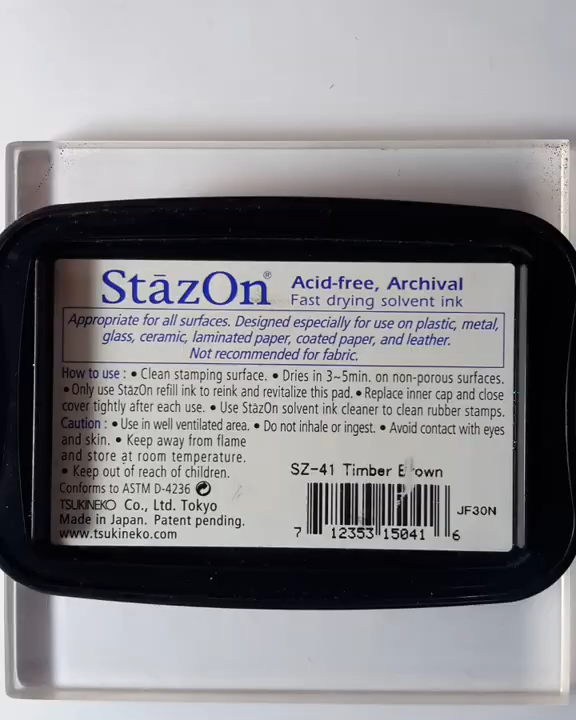 StāzOn® Acid-free, Archival
Fast drying solvent ink
Appropriate for all surfaces. Designed especially for use on plastic, metal,
glass, ceramic, laminated paper, coated paper, and leather.
Not recommended for fabric.
How to use : • Clean stamping surface. • Dries in 3~5min. on non-porous surfaces.
• Only use StāzOn refill ink to reink and revitalize this pad. • Replace inner cap and close
cover tightly after each use. • Use StāzOn solvent ink cleaner to clean rubber stamps.
Caution : • Use in well ventilated area. • Do not inhale or ingest. • Avoid contact with eyes
and skin. • Keep away from flame
and store at room temperature.
• Keep out of reach of children.
Conforms to ASTM D-4236
TSUKINEKO Co., Ltd. Tokyo
Made in Japan. Patent pending.
www.tsukineko.com
SZ-41 Timber Brown
JF30N
7 12353 15041 6